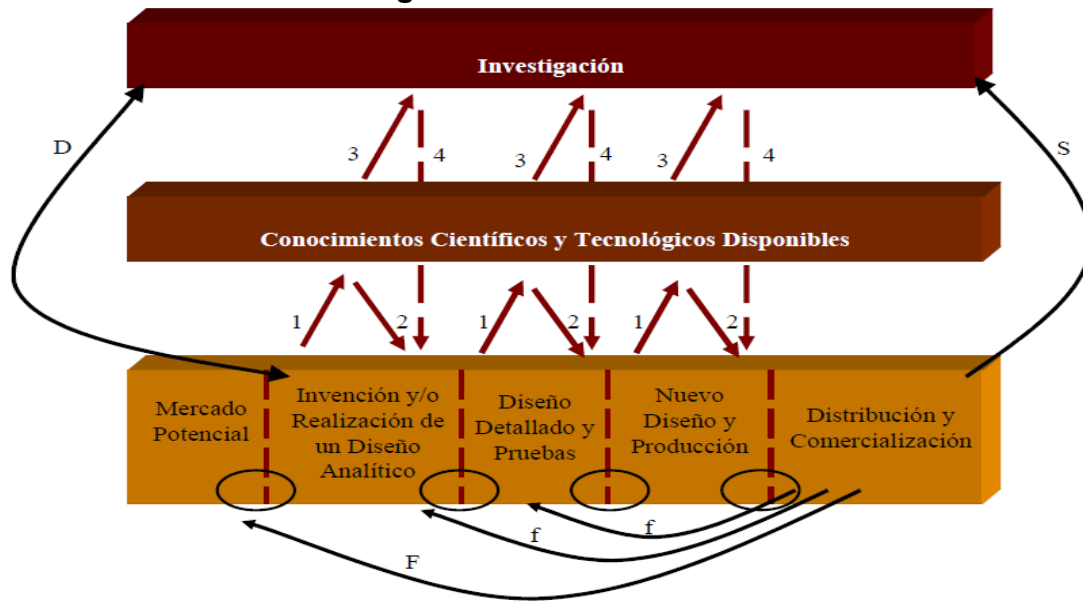 Investigación
D
S
3
4
3
4
3
4
Conocimientos Científicos y Tecnológicos Disponibles
1
2
1
2
1
2
Mercado
Potencial
Invención y/o
Realización de
un Diseño
Analítico
Diseño
Detallado y
Pruebas
Nuevo
Diseño y
Producción
Distribución y
Comercialización
f
f
F